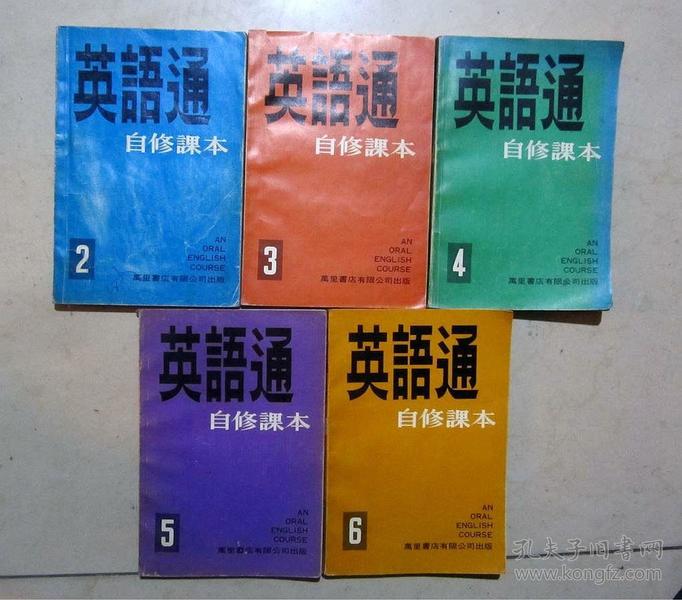 英語通
自修課本
AN
ORAL
ENGLISH
COURSE
2
萬里書店有限公司出版
英語通
自修課本
AN
ORAL
ENGLISH
COURSE
3
萬里書店有限公司出版
英語通
自修課本
AN
ORAL
ENGLISH
COURSE
4
萬里書店有限公司出版
英語通
自修課本
AN
ORAL
ENGLISH
COURSE
5
萬里書店有限公司出版
英語通
自修課本
AN
ORAL
ENGLISH
COURSE
6
萬里書店有限公司出版
孔夫子旧书网
www.kongfz.com